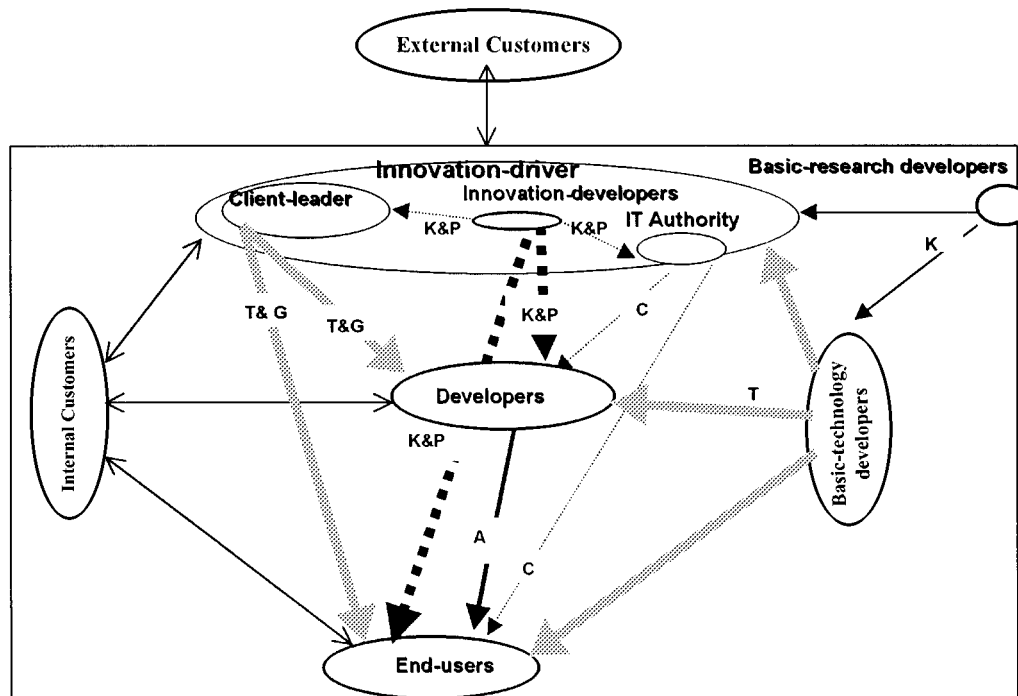 External Customers
Innovation-driver
Basic-research developers
Client-leader
Innovation-developers
IT Authority
K&P
K&P
K
T& G
T&G
K&P
C
Internal Customers
Developers
T
Basic-technology
developers
K&P
A
C
End-users